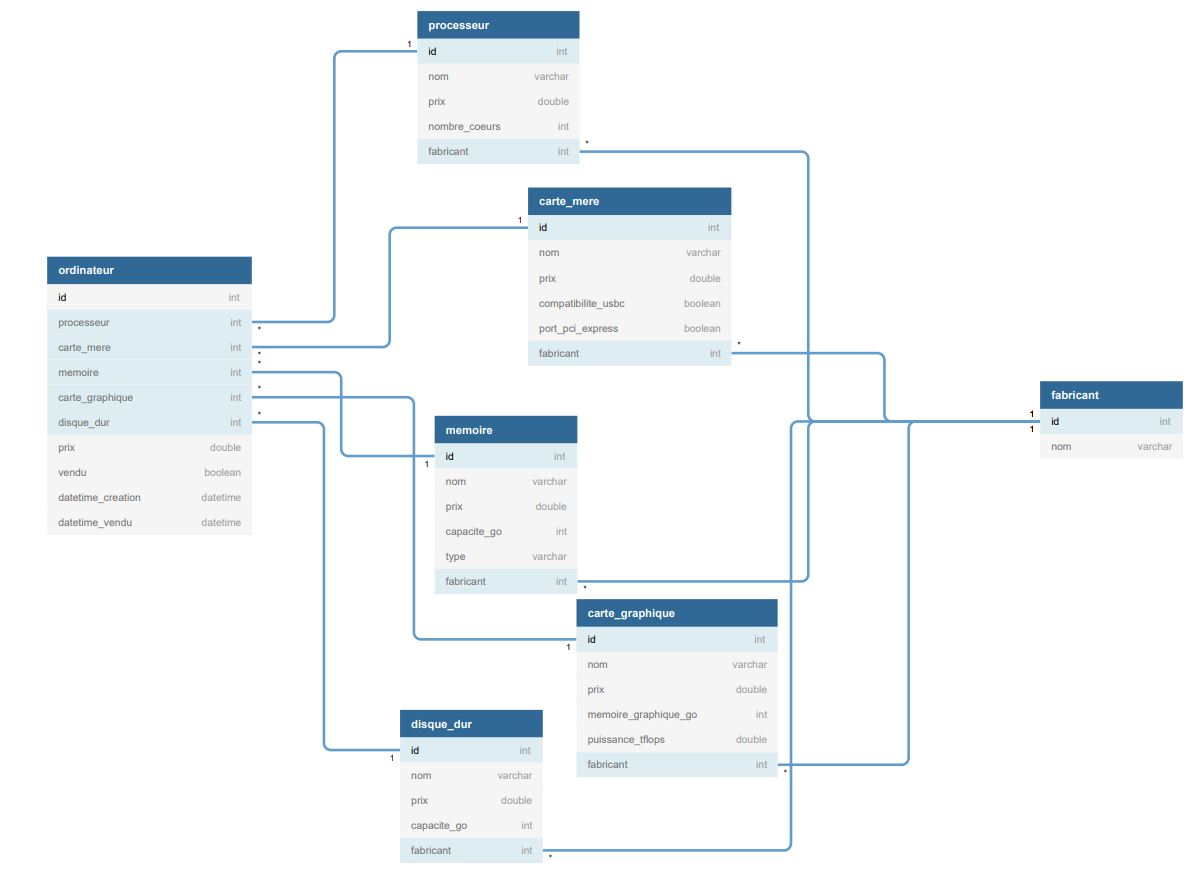 processeur
1
id int
nom varchar
prix double
nombre_coeurs int
fabricant int
*
carte_mere
1
id int
nom varchar
prix double
compatibilite_usbc boolean
port_pci_express boolean
fabricant int
*
ordinateur
id int
processeur int
*
carte_mere int
*
*
memoire int
carte_graphique int
*
disque_dur int
*
prix double
vendu boolean
datetime_creation datetime
datetime_vendu datetime
fabricant
1
id int
1
nom varchar
memoire
id int
1
nom varchar
prix double
capacite_go int
type varchar
fabricant int
*
carte_graphique
id int
1
nom varchar
prix double
memoire_graphique_go int
puissance_tflops double
fabricant int
*
disque_dur
id int
1
nom varchar
prix double
capacite_go int
fabricant int
*